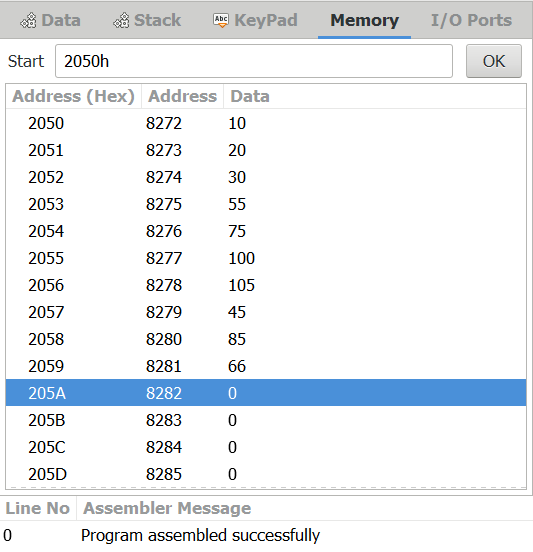 Data Stack Abc KeyPad Memory I/O Ports
Start 2050h OK
Address (Hex) Address Data
2050 8272 10
2051 8273 20
2052 8274 30
2053 8275 55
2054 8276 75
2055 8277 100
2056 8278 105
2057 8279 45
2058 8280 85
2059 8281 66
205A 8282 0
205B 8283 0
205C 8284 0
205D 8285 0
Line No Assembler Message
0 Program assembled successfully